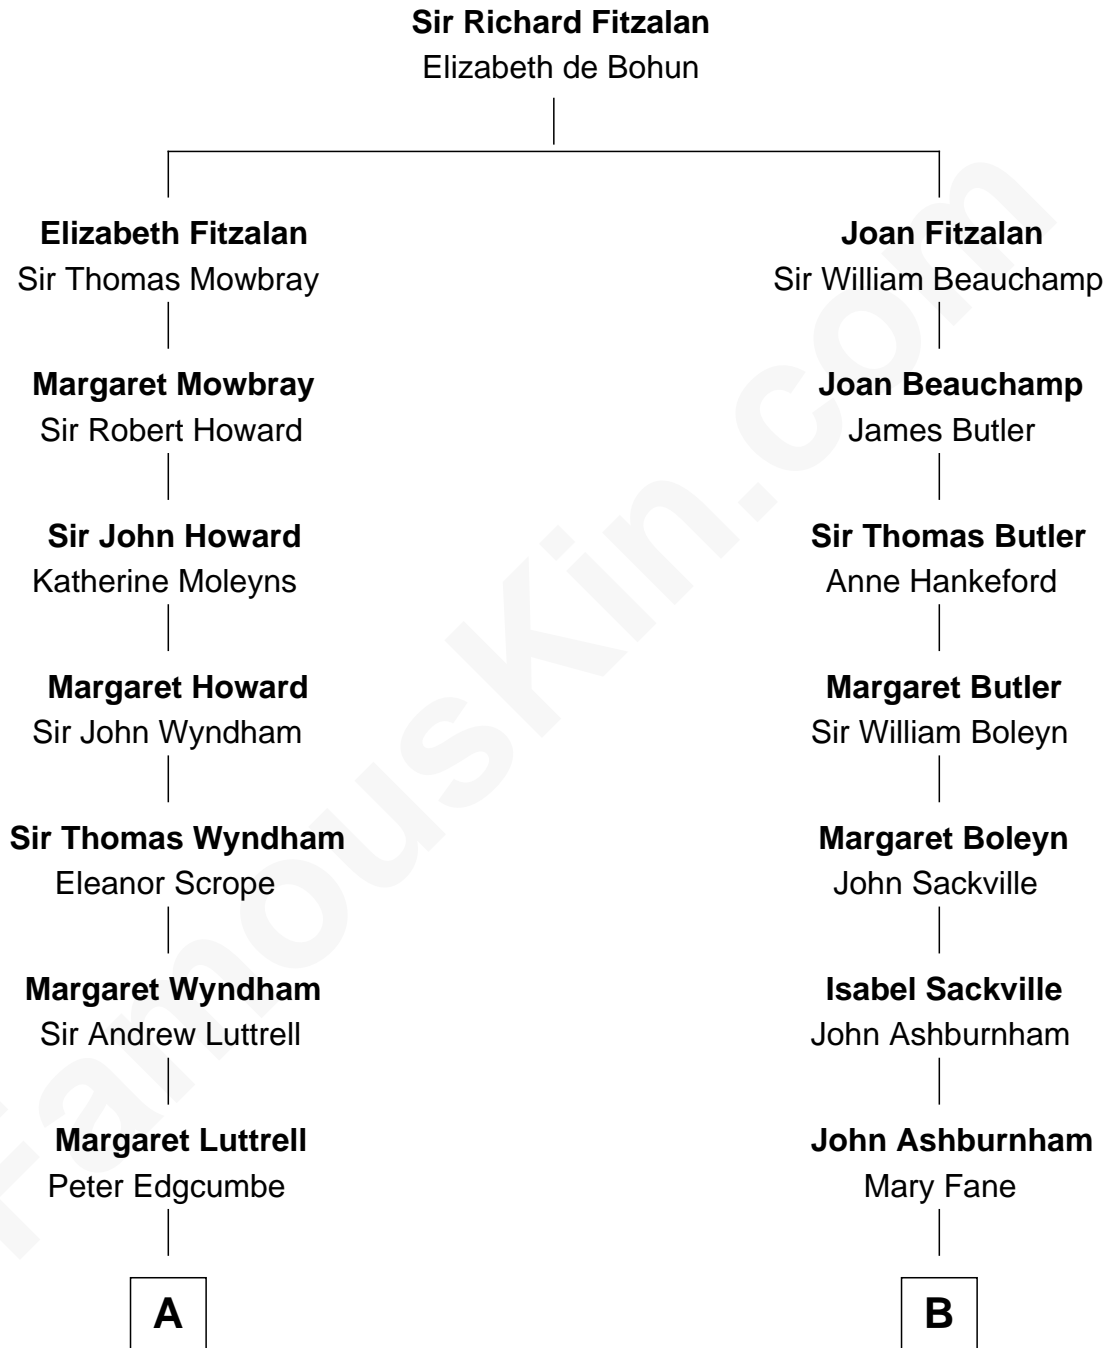 Sir Richard Fitzalan
Elizabeth de Bohun
Elizabeth Fitzalan
Sir Thomas Mowbray
Joan Fitzalan
Sir William Beauchamp
Margaret Mowbray
Sir Robert Howard
Joan Beauchamp
James Butler
Sir John Howard
Katherine Moleyns
Sir Thomas Butler
Anne Hankeford
Margaret Howard
Sir John Wyndham
Margaret Butler
Sir William Boleyn
Sir Thomas Wyndham
Eleanor Scrope
Margaret Boleyn
John Sackville
Margaret Wyndham
Sir Andrew Luttrell
Isabel Sackville
John Ashburnham
Margaret Luttrell
Peter Edgcumbe
John Ashburnham
Mary Fane
A
B
FamousKin.com